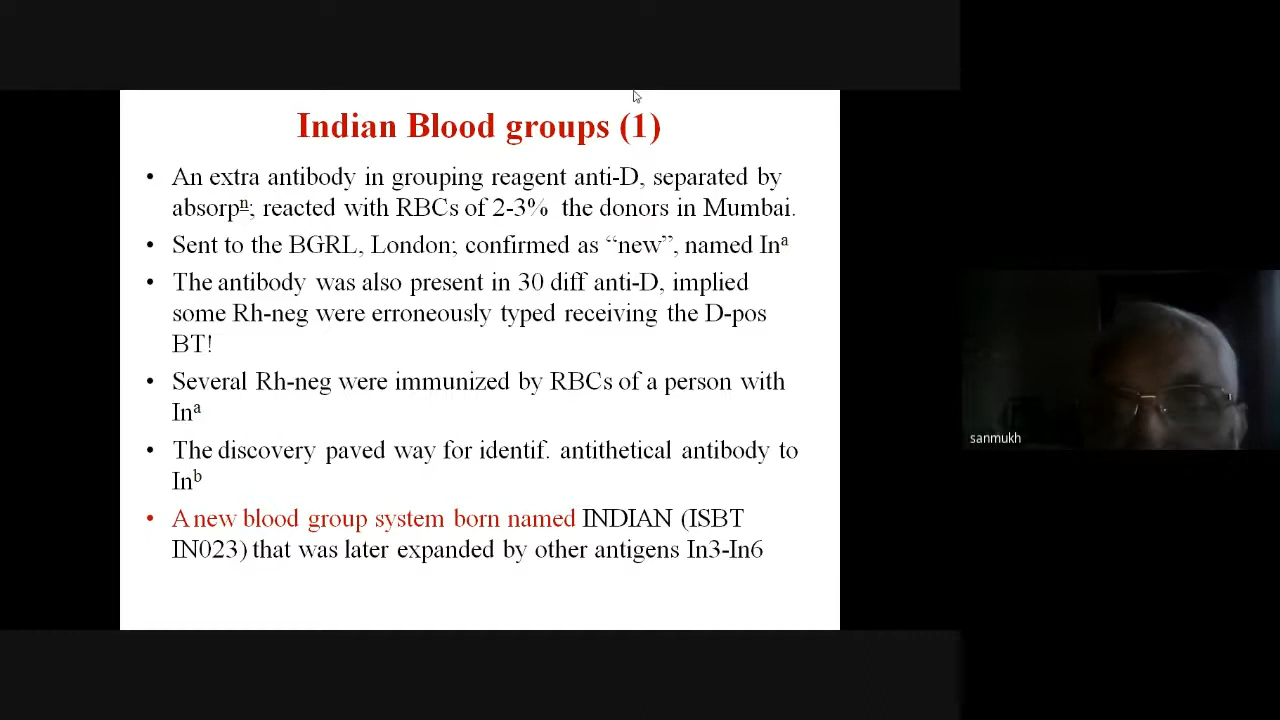 Indian Blood groups (1)
• An extra antibody in grouping reagent anti-D, separated by
absorpⁿ; reacted with RBCs of 2-3% the donors in Mumbai.
• Sent to the BGRL, London; confirmed as “new”, named Inᵃ
• The antibody was also present in 30 diff anti-D, implied
some Rh-neg were erroneously typed receiving the D-pos
BT!
• Several Rh-neg were immunized by RBCs of a person with
Inᵃ
• The discovery paved way for identif. antithetical antibody to
Inᵇ
• A new blood group system born named INDIAN (ISBT
IN023) that was later expanded by other antigens In3-In6
sanmukh